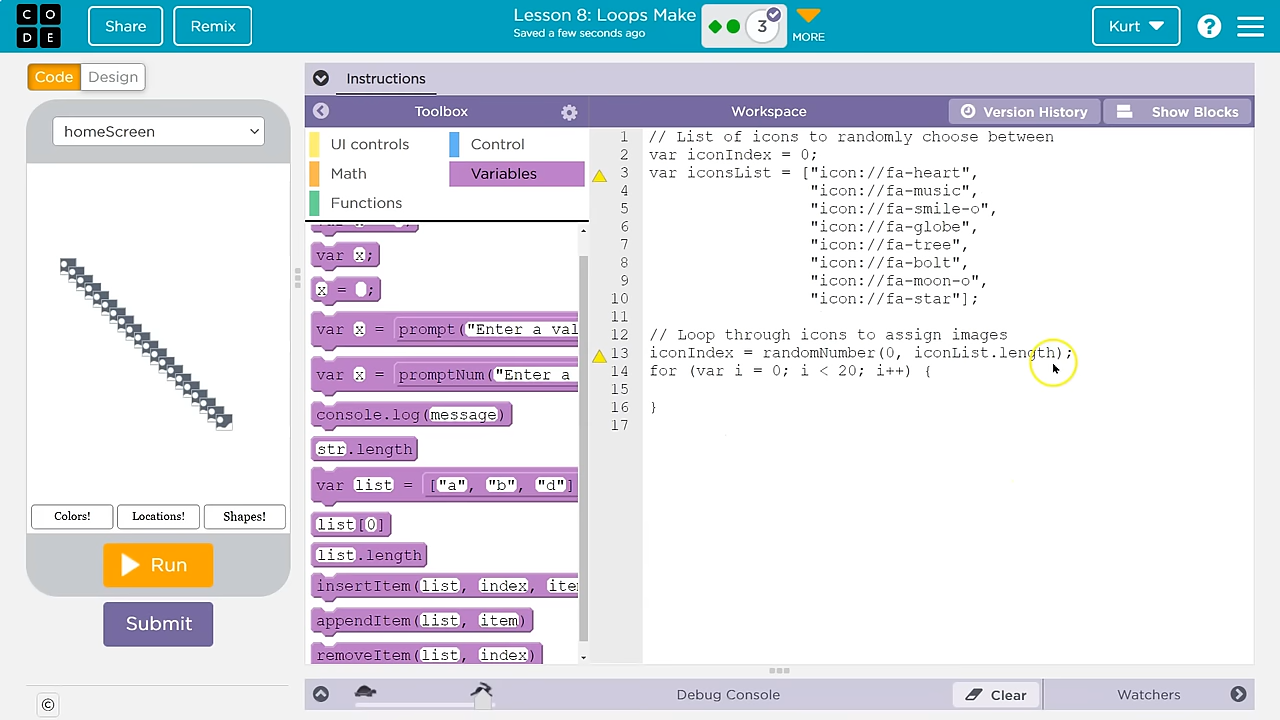 C O
D E
Share
Remix
Lesson 8: Loops Make
Saved a few seconds ago
3
MORE
Kurt
?
Code
Design
homeScreen
Colors!
Locations!
Shapes!
Run
Submit
©
Instructions
Toolbox
UI controls
Control
Math
Variables
Functions
var x;
x = ;
var x = prompt("Enter a val
var x = promptNum("Enter a
console.log(message)
str.length
var list = ["a", "b", "d"]
list[0]
list.length
insertItem(list, index, ite
appendItem(list, item)
removeItem(list, index)
Workspace
Version History
Show Blocks
1 // List of icons to randomly choose between
2 var iconIndex = 0;
3 var iconsList = ["icon://fa-heart",
4 "icon://fa-music",
5 "icon://fa-smile-o",
6 "icon://fa-globe",
7 "icon://fa-tree",
8 "icon://fa-bolt",
9 "icon://fa-moon-o",
10 "icon://fa-star"];
11
12 // Loop through icons to assign images
13 iconIndex = randomNumber(0, iconList.length);
14 for (var i = 0; i < 20; i++) {
15
16 }
17
Debug Console
Clear
Watchers